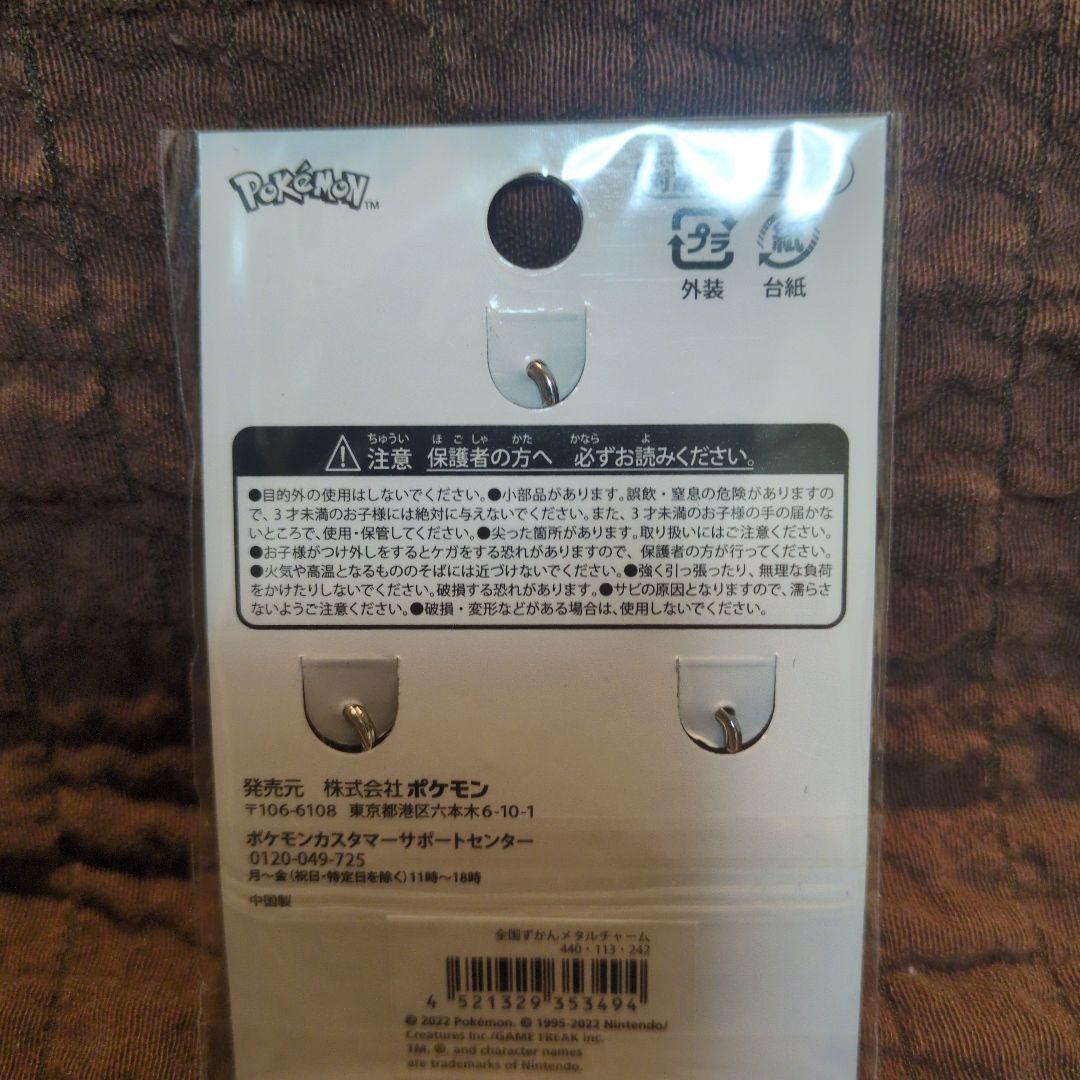 POKéMON™
プラ
紙
外装
台紙
ちゅうい ほごしゃ かた かなら よ
注意 保護者の方へ 必ずお読みください。
●目的外の使用はしないでください。●小部品があります。誤飲・窒息の危険がありますの
で、3才未満のお子様には絶対に与えないでください。また、3才未満のお子様の手の届かな
いところで、使用・保管してください。●尖った箇所があります。取り扱いにはご注意ください。
●お子様がつけ外しをするとケガをする恐れがありますので、保護者の方が行ってください。
●火気や高温となるもののそばには近づけないでください。●強く引っ張ったり、無理な負荷
をかけたりしないでください。破損する恐れがあります。●サビの原因となりますので、濡らさ
ないようご注意ください。●破損・変形などがある場合は、使用しないでください。
発売元 株式会社ポケモン
〒106-6108 東京都港区六本木6-10-1
ポケモンカスタマーサポートセンター
0120-049-725
月～金（祝日・特定日を除く）11時～18時
中国製
全国ずかんメタルチャーム
440・113・242
4 521329 353494
© 2022 Pokémon. © 1995-2022 Nintendo/
Creatures Inc./GAME FREAK inc.
TM, ®, and character names
are trademarks of Nintendo.